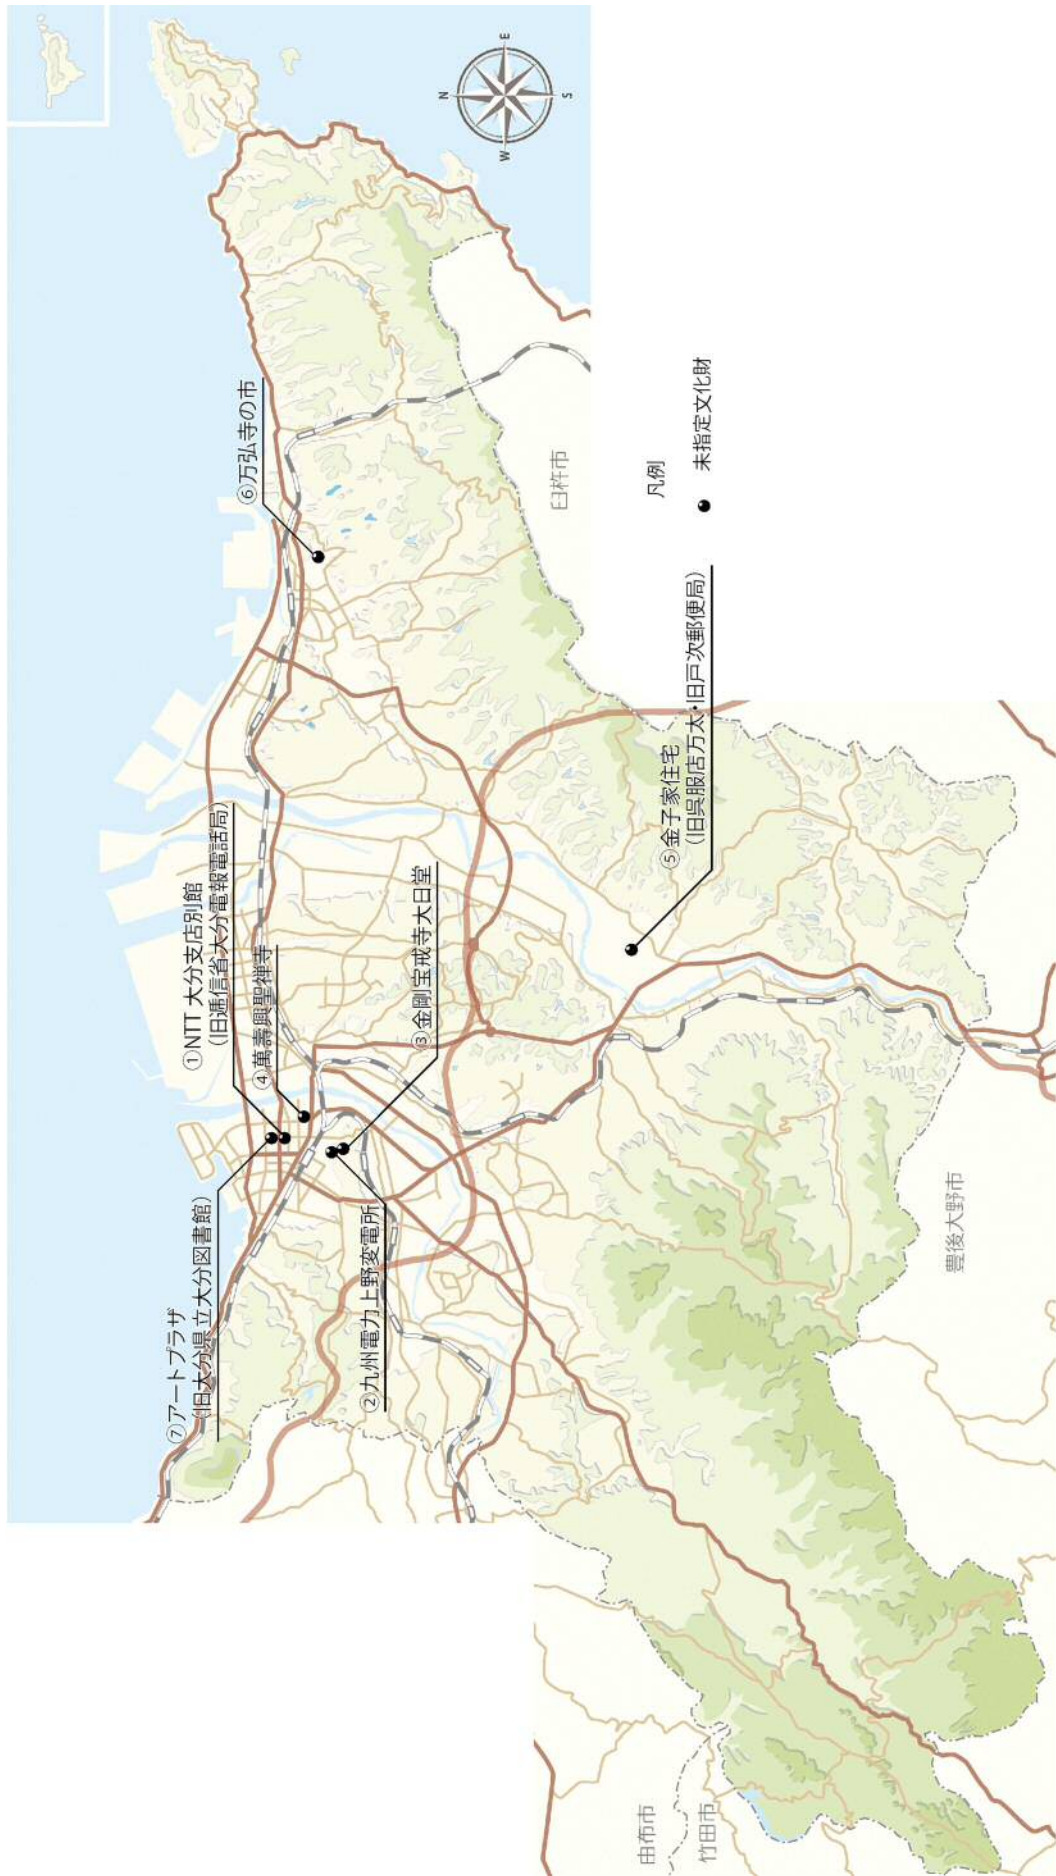 N
E
S
W
⑥万弘寺の市
①NTT 大分支店別館
(旧逓信省大分電報電話局)
④萬壽興聖禅寺
③金剛宝戒寺大日堂
⑦アートプラザ
(旧大分県立大分図書館)
②九州電力上野変電所
⑤金子家住宅
(旧呉服店万太・旧戸次郵便局)
臼杵市
豊後大野市
由布市
竹田市
凡例
未指定文化財